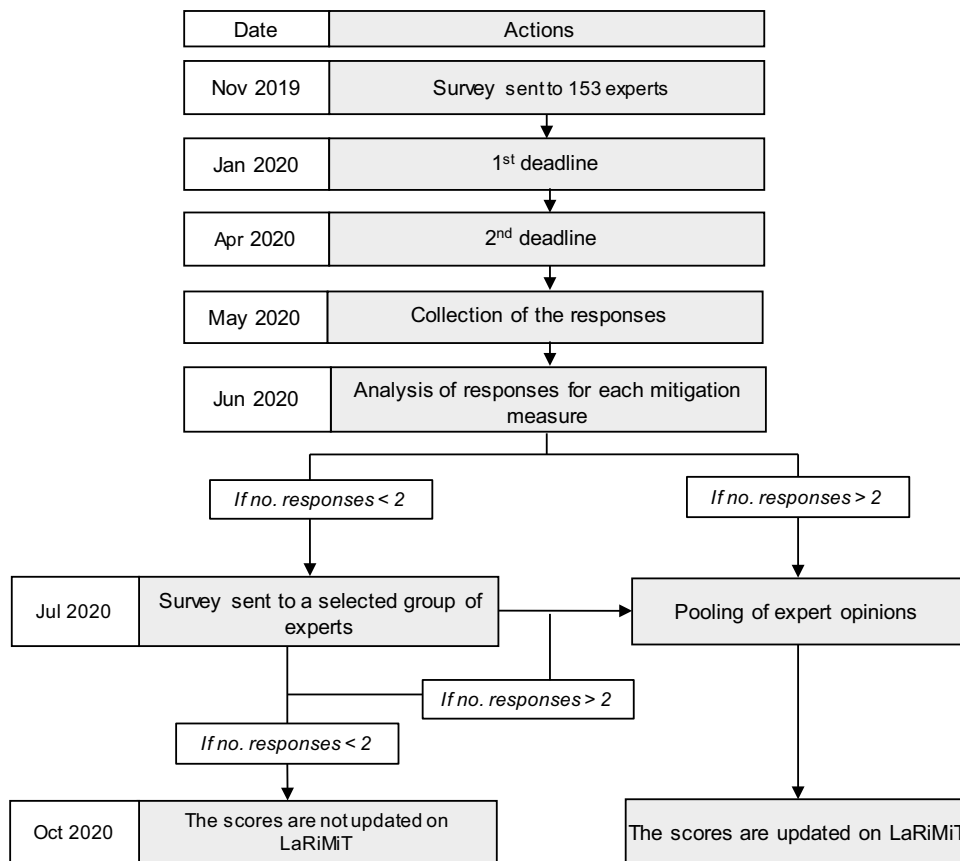 Date
Actions
Nov 2019
Survey sent to 153 experts
Jan 2020
1st deadline
Apr 2020
2nd deadline
May 2020
Collection of the responses
Jun 2020
Analysis of responses for each mitigation
measure
If no. responses < 2
If no. responses > 2
Jul 2020
Survey sent to a selected group of
experts
Pooling of expert opinions
If no. responses > 2
If no. responses < 2
Oct 2020
The scores are not updated on
LaRiMiT
The scores are updated on LaRiMiT